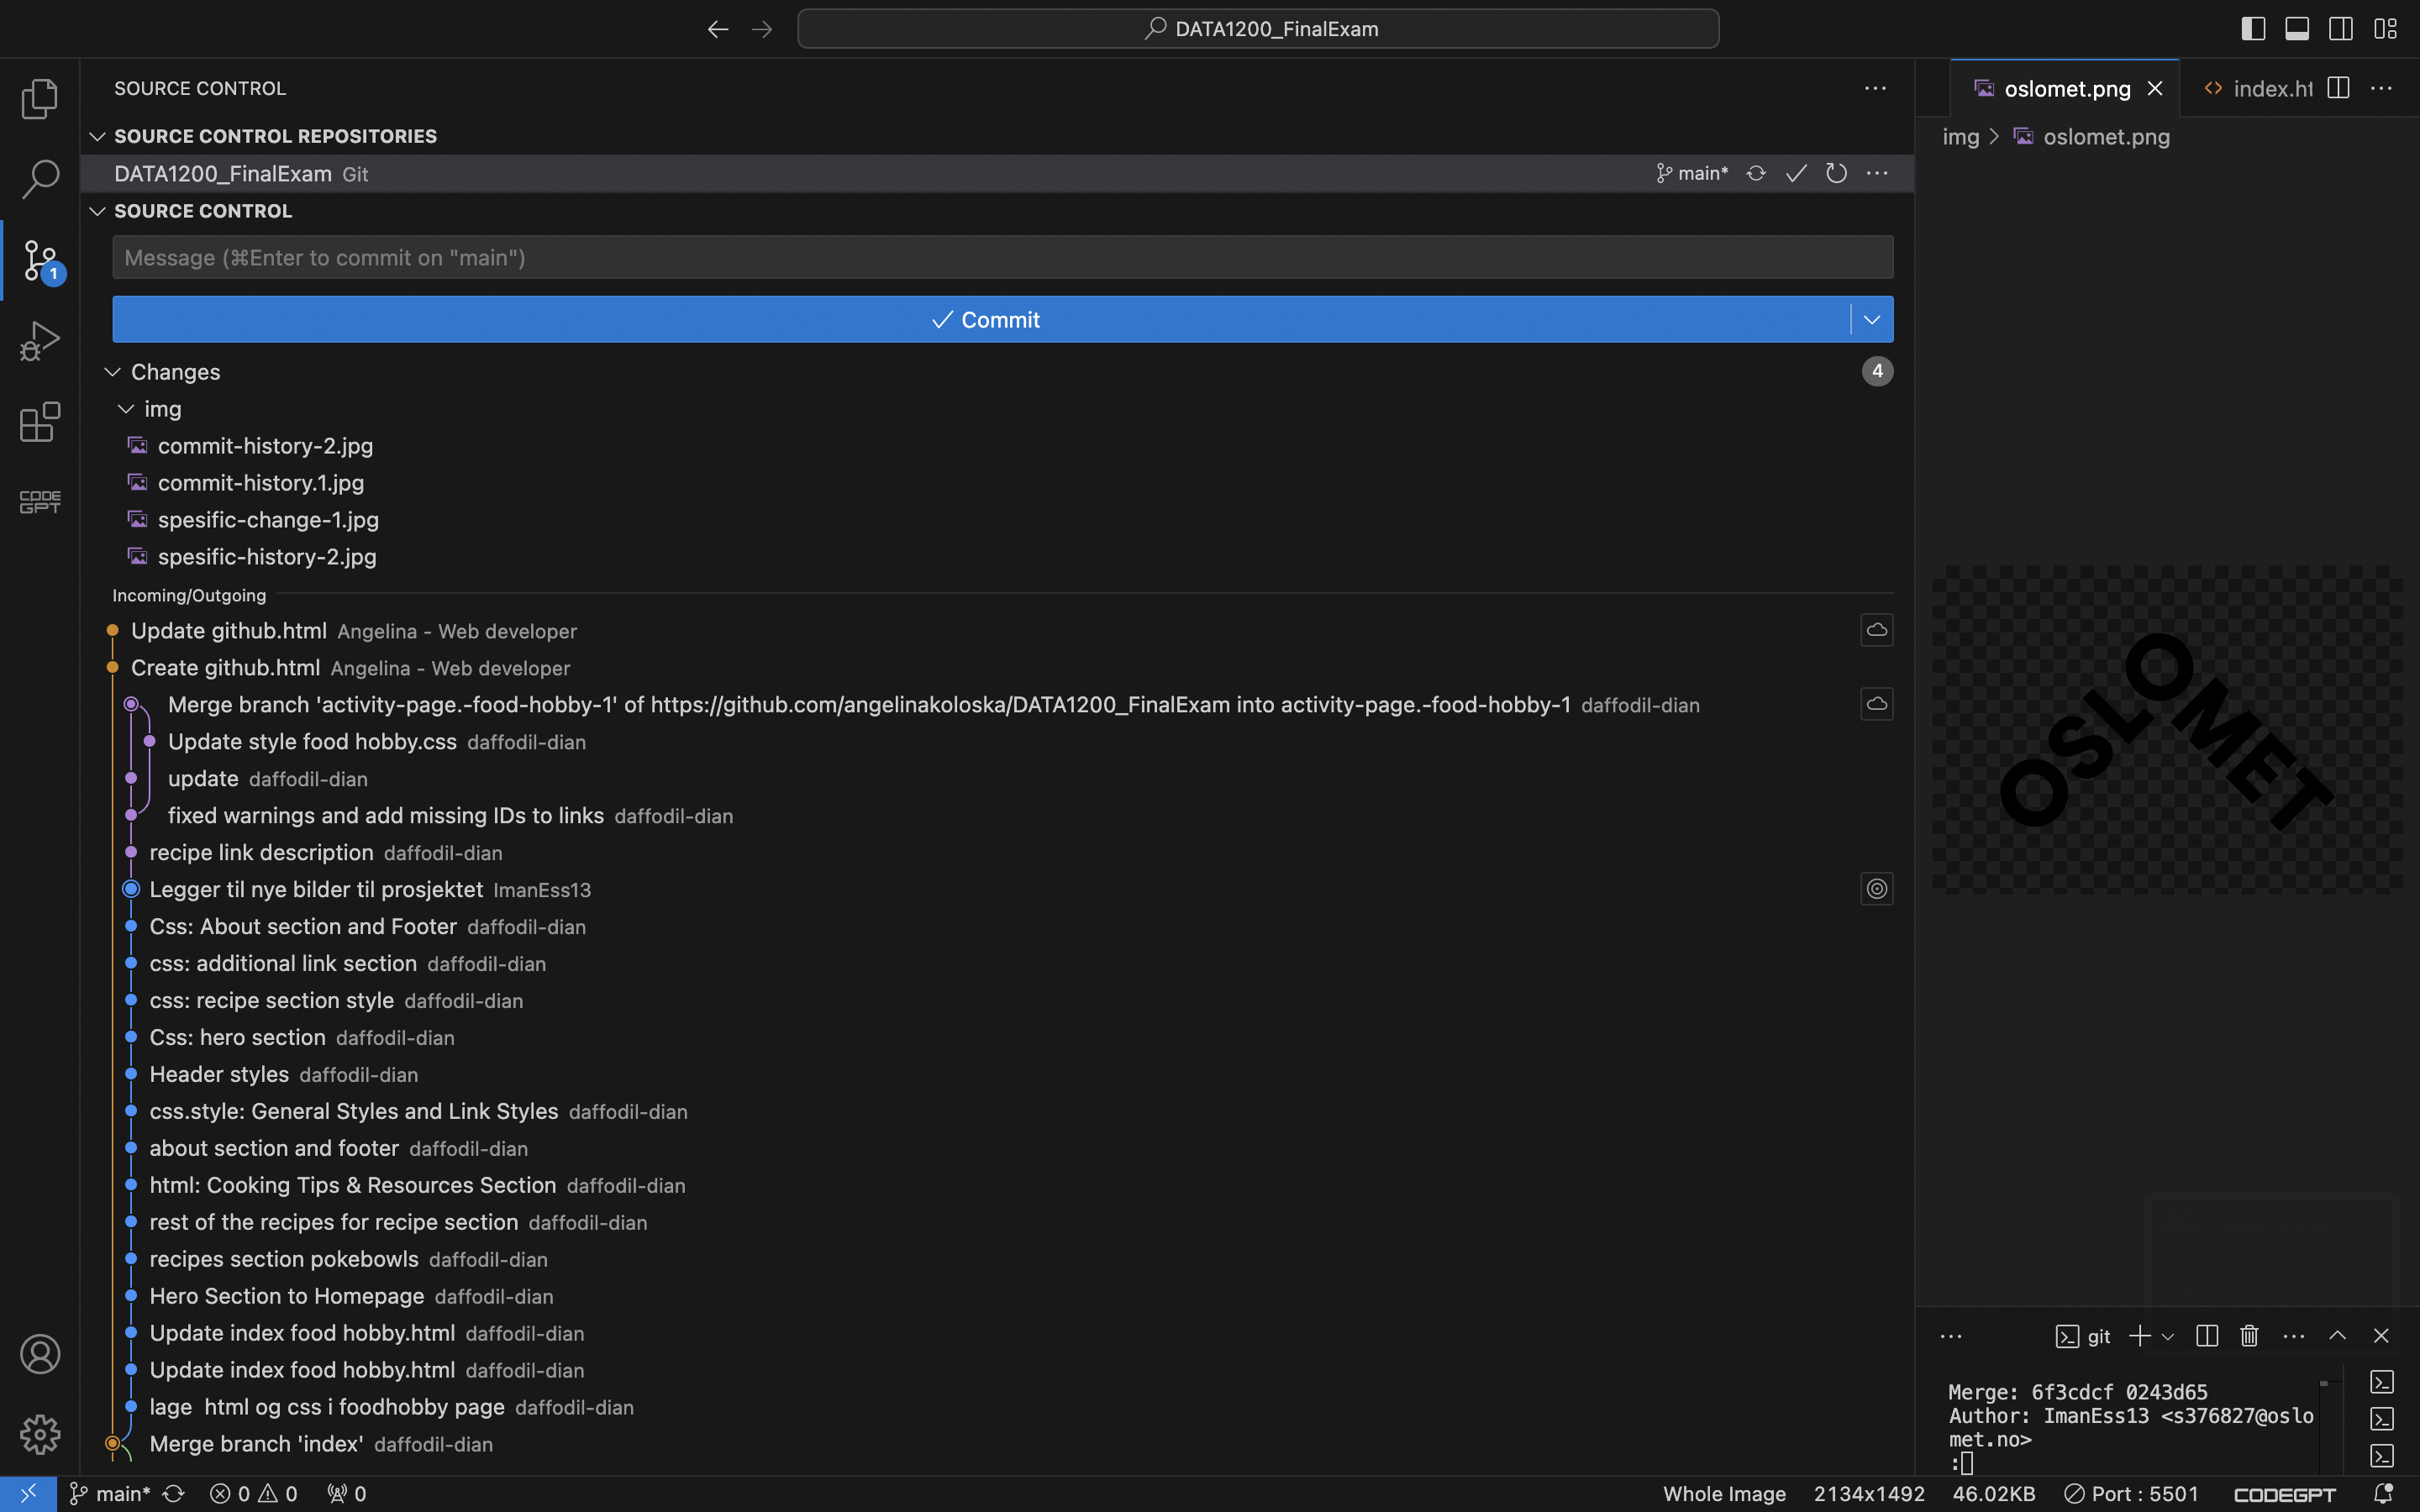 DATA1200_FinalExam
SOURCE CONTROL
SOURCE CONTROL REPOSITORIES
DATA1200_FinalExam Git main*
SOURCE CONTROL
Message (⌘Enter to commit on "main")
Commit
Changes 4
img
commit-history-2.jpg
commit-history.1.jpg
spesific-change-1.jpg
spesific-history-2.jpg
Incoming/Outgoing
Update github.html Angelina - Web developer
Create github.html Angelina - Web developer
Merge branch 'activity-page.-food-hobby-1' of https://github.com/angelinakoloska/DATA1200_FinalExam into activity-page.-food-hobby-1 daffodil-dian
Update style food hobby.css daffodil-dian
update daffodil-dian
fixed warnings and add missing IDs to links daffodil-dian
recipe link description daffodil-dian
Legger til nye bilder til prosjektet ImanEss13
Css: About section and Footer daffodil-dian
css: additional link section daffodil-dian
css: recipe section style daffodil-dian
Css: hero section daffodil-dian
Header styles daffodil-dian
css.style: General Styles and Link Styles daffodil-dian
about section and footer daffodil-dian
html: Cooking Tips & Resources Section daffodil-dian
rest of the recipes for recipe section daffodil-dian
recipes section pokebowls daffodil-dian
Hero Section to Homepage daffodil-dian
Update index food hobby.html daffodil-dian
Update index food hobby.html daffodil-dian
lage html og css i foodhobby page daffodil-dian
Merge branch 'index' daffodil-dian
1
CODE
GPT
oslomet.png index.ht
img > oslomet.png
OSLOMET
git
Merge: 6f3cdcf 0243d65
Author: ImanEss13 <s376827@oslo
met.no>
:
main* 0 0 0 Whole Image 2134x1492 46.02KB Port : 5501 CODEGPT